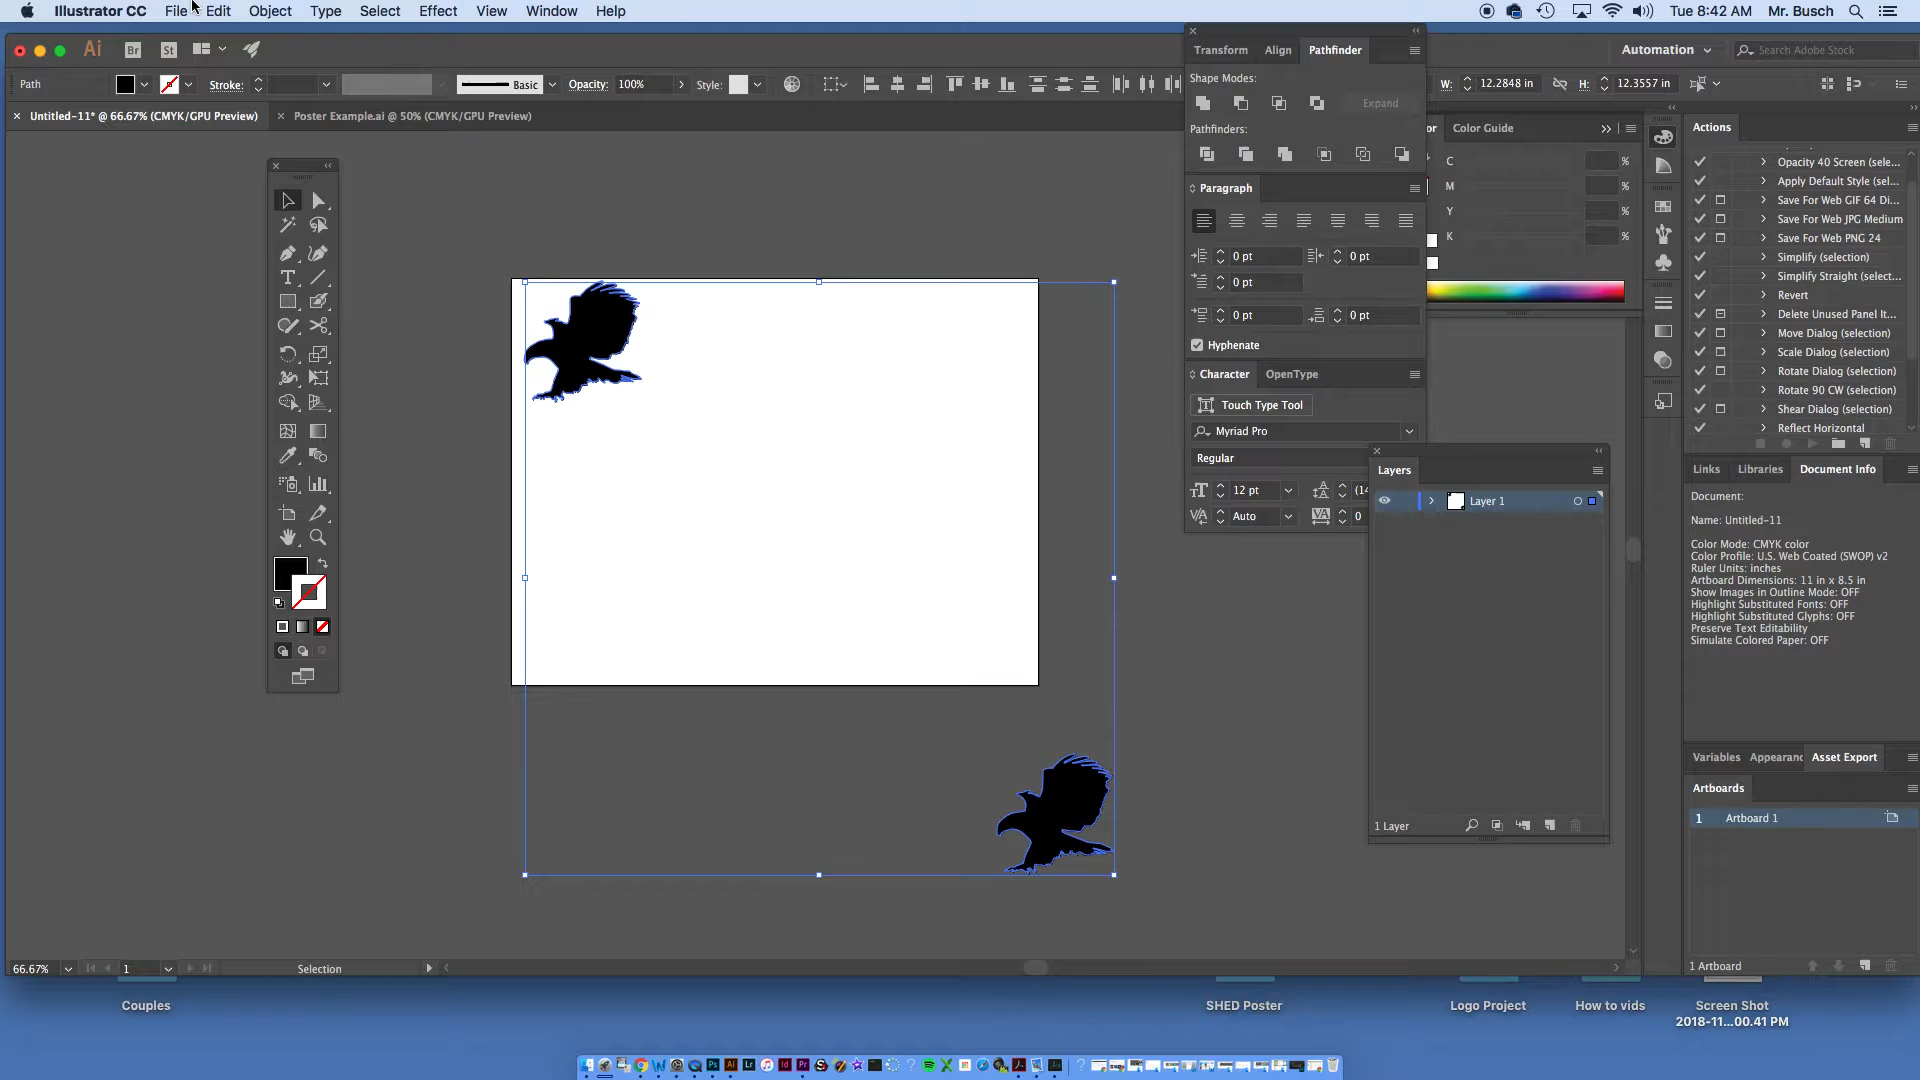 Illustrator CC File Edit Object Type Select Effect View Window Help
Tue 8:42 AM Mr. Busch
Ai Br St
Automation
Search Adobe Stock
Path
Stroke:
Basic
Opacity: 100%
Style:
W: 12.2848 in
H: 12.3557 in
Untitled-11* @ 66.67% (CMYK/GPU Preview)
Poster Example.ai @ 50% (CMYK/GPU Preview)
Transform Align Pathfinder
Shape Modes:
Expand
Pathfinders:
Paragraph
0 pt 0 pt
0 pt
0 pt 0 pt
Hyphenate
Character OpenType
Touch Type Tool
Myriad Pro
Regular
12 pt (14
Auto 0
or Color Guide
C %
M %
Y %
K %
Layers
Layer 1
1 Layer
Actions
Opacity 40 Screen (sele...
Apply Default Style (sel...
Save For Web GIF 64 Di...
Save For Web JPG Medium
Save For Web PNG 24
Simplify (selection)
Simplify Straight (select...
Revert
Delete Unused Panel It...
Move Dialog (selection)
Scale Dialog (selection)
Rotate Dialog (selection)
Rotate 90 CW (selection)
Shear Dialog (selection)
Reflect Horizontal
Links Libraries Document Info
Document:
Name: Untitled-11
Color Mode: CMYK color
Color Profile: U.S. Web Coated (SWOP) v2
Ruler Units: inches
Artboard Dimensions: 11 in x 8.5 in
Show Images in Outline Mode: OFF
Highlight Substituted Fonts: OFF
Highlight Substituted Glyphs: OFF
Preserve Text Editability
Simulate Colored Paper: OFF
Variables Appearanc Asset Export
Artboards
1 Artboard 1
1 Artboard
66.67% 1 Selection
Couples
SHED Poster
Logo Project
How to vids
Screen Shot
2018-11...00.41 PM